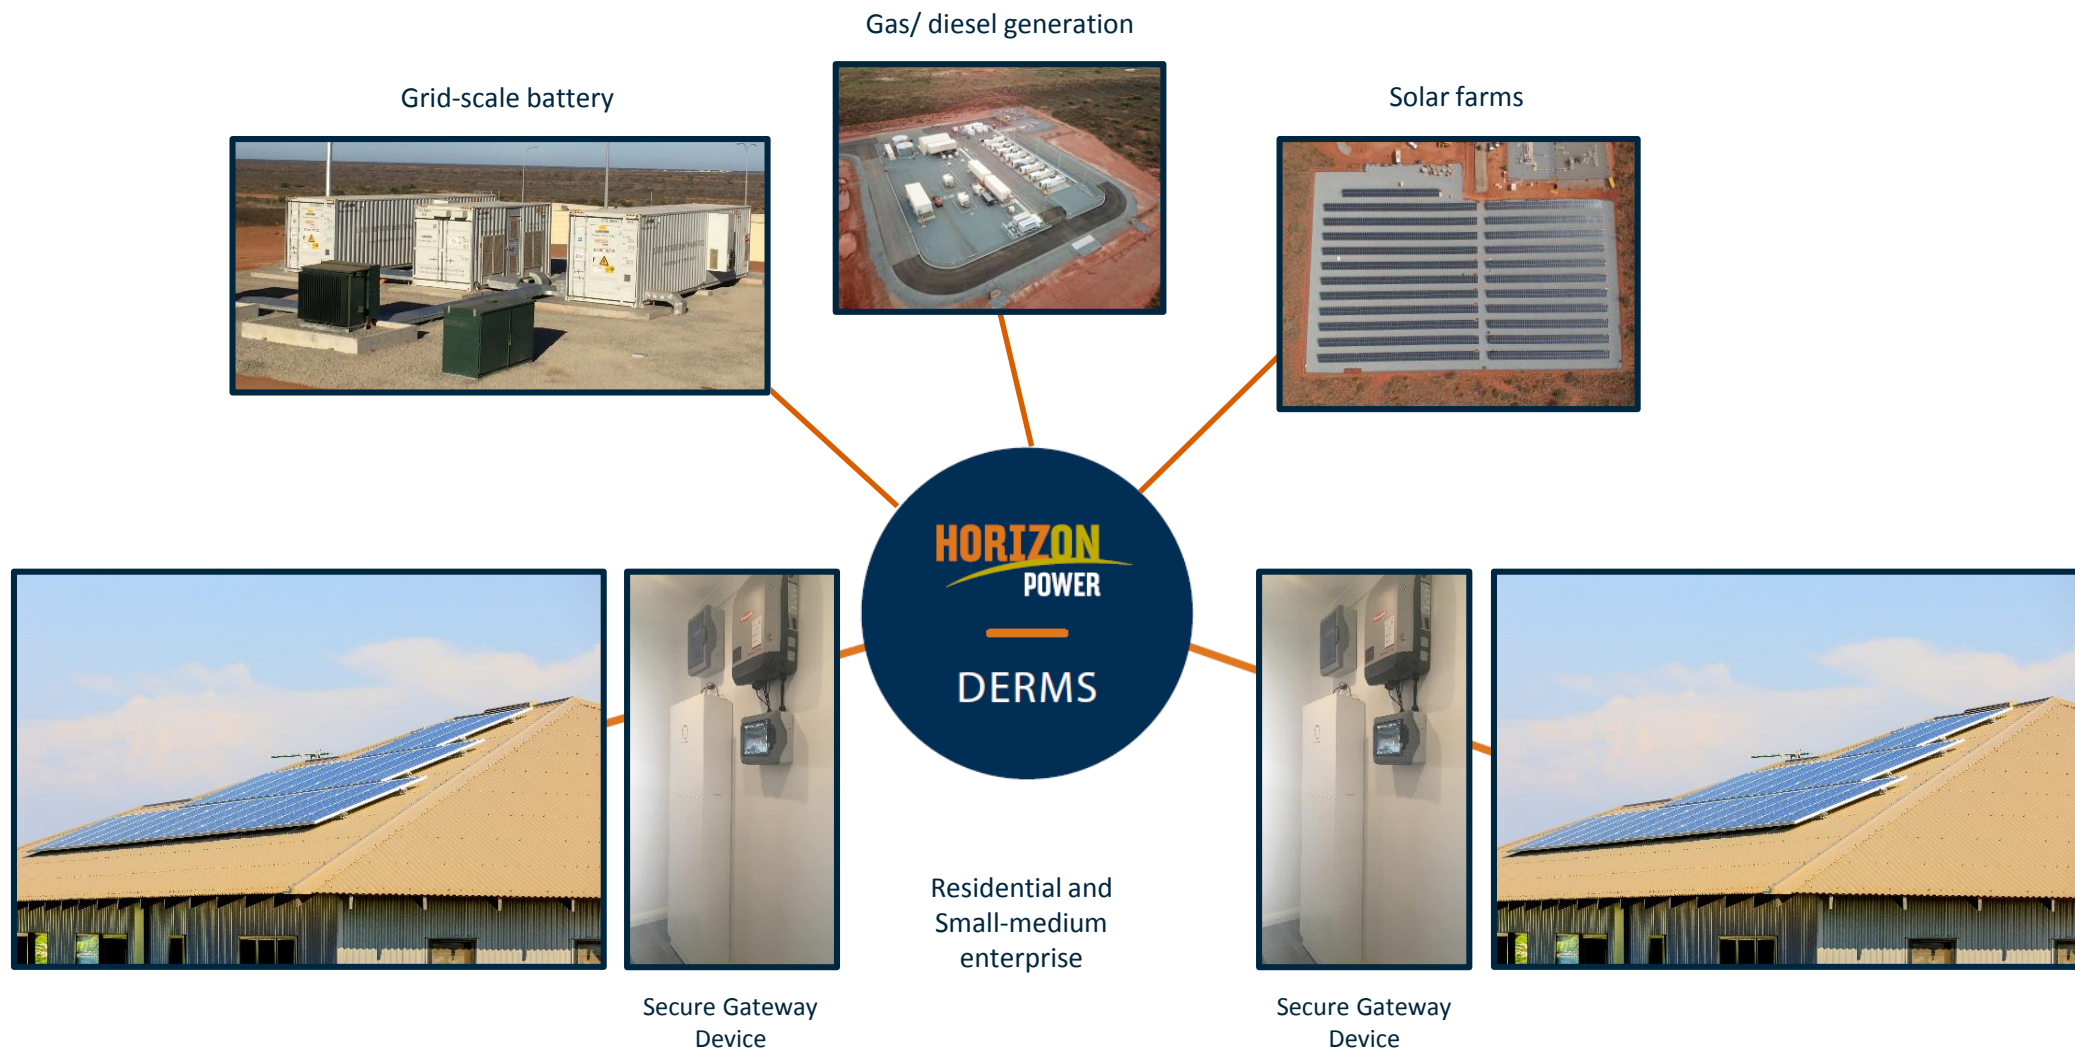 Gas/ diesel generation
Grid-scale battery
Solar farms
HORIZON
POWER
DERMS
Residential and
Small-medium
enterprise
Secure Gateway
Device
Secure Gateway
Device